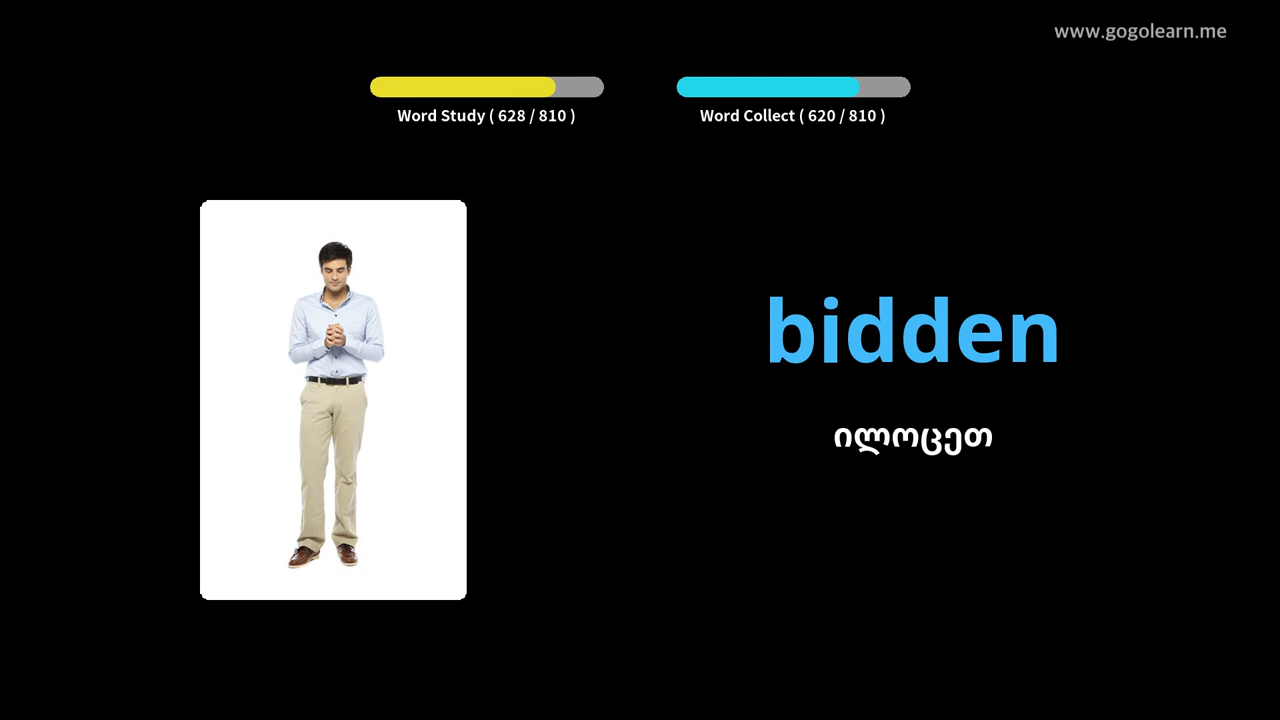 www.gogolearn.me
Word Study ( 628 / 810 )
Word Collect ( 620 / 810 )
bidden
ილოცეთ